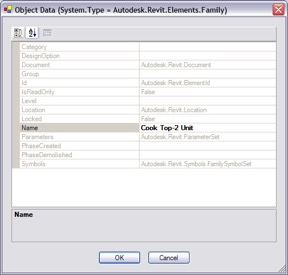 Object Data (System.Type = Autodesk.Revit.Elements.Family)
Category
DesignOption
Document Autodesk.Revit.Document
Group
Id Autodesk.Revit.ElementId
IsReadOnly False
Level
Location Autodesk.Revit.Location
Locked False
Name Cook Top-2 Unit
Parameters Autodesk.Revit.ParameterSet
PhaseCreated
PhaseDemolished
Symbols Autodesk.Revit.Symbols.FamilySymbolSet
Name
OK Cancel